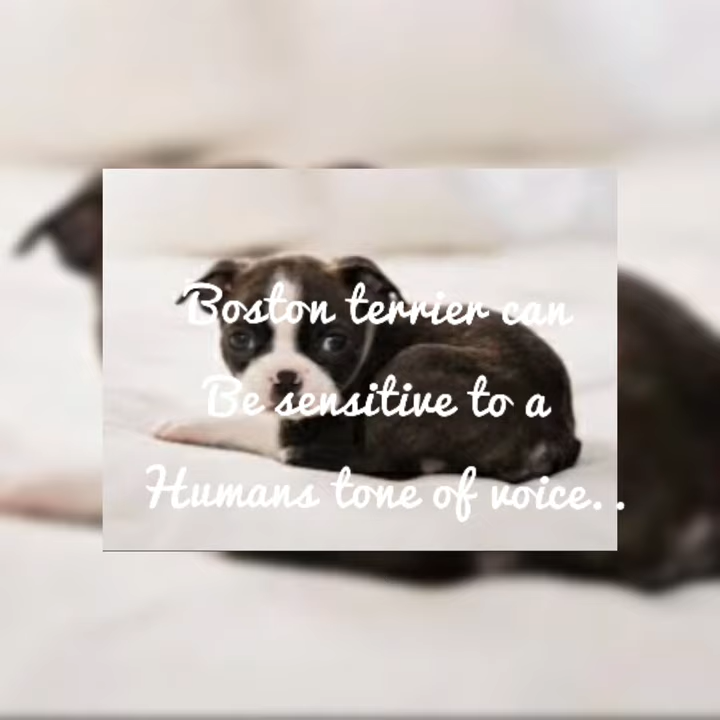 Boston terrier can
Be sensitive to a
Humans tone of voice. .